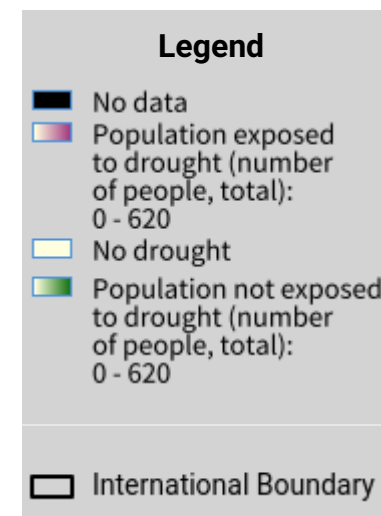 Legend
No data
Population exposed
to drought (number
of people, total):
0 - 620
No drought
Population not exposed
to drought (number
of people, total):
0 - 620
International Boundary